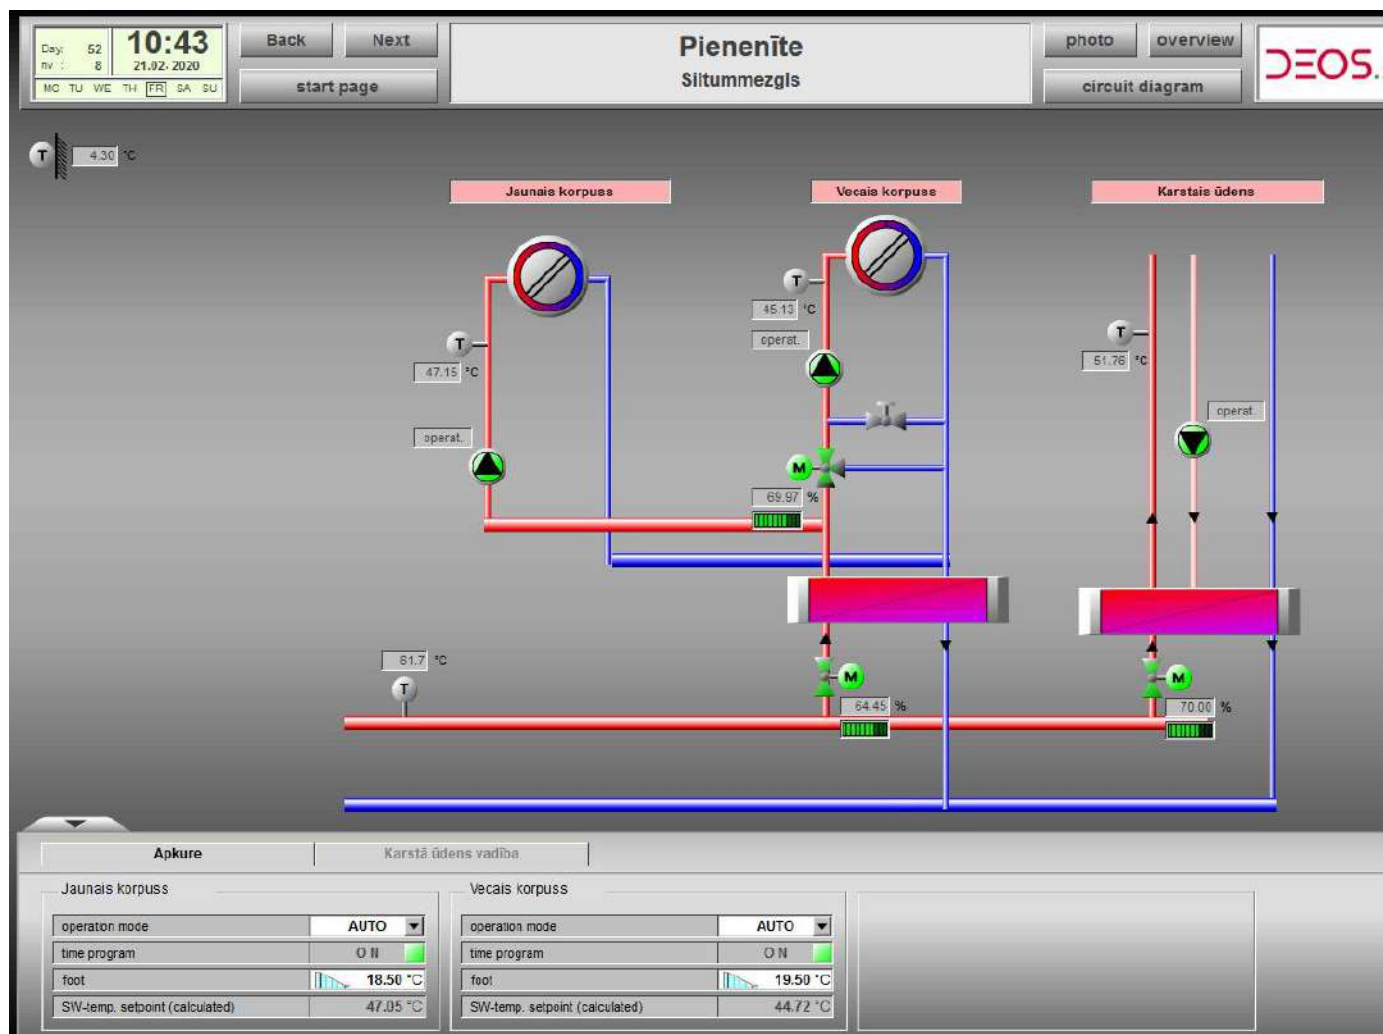 Day: 52
nv : 8
10:43
21.02.2020
MO TU WE TH FR SA SU
Back
Next
start page
Pienenīte
Siltummezgls
photo
overview
circuit diagram
DEOS.
T
4.30 °C
Jaunais korpuss
Vecais korpuss
Karstais ūdens
T
45.13 °C
operat.
T
47.15 °C
T
51.76 °C
operat.
operat.
M
69.97 %
61.7 °C
T
M
64.45 %
M
70.00 %
Apkure
Karstā ūdens vadība
Jaunais korpuss
operation mode AUTO
time program ON
foot 18.50 °C
SW-temp. setpoint (calculated) 47.05 °C
Vecais korpuss
operation mode AUTO
time program ON
foot 19.50 °C
SW-temp. setpoint (calculated) 44.72 °C